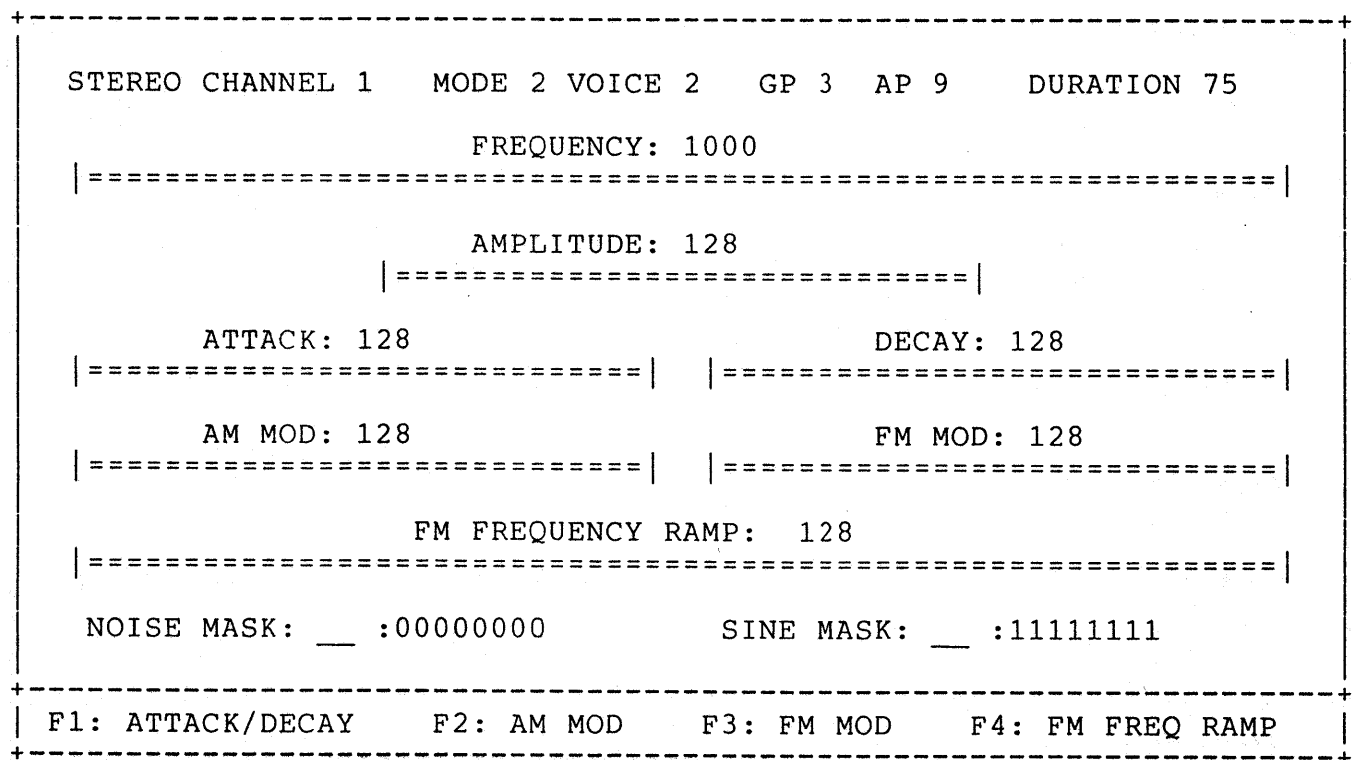 STEREO CHANNEL 1 MODE 2 VOICE 2 GP 3 AP 9 DURATION 75
FREQUENCY: 1000
|==============================================================|
AMPLITUDE: 128
|==============================|
ATTACK: 128 DECAY: 128
|=============================| |=============================|
AM MOD: 128 FM MOD: 128
|=============================| |=============================|
FM FREQUENCY RAMP: 128
|==============================================================|
NOISE MASK: __ :00000000 SINE MASK: __ :11111111
F1: ATTACK/DECAY F2: AM MOD F3: FM MOD F4: FM FREQ RAMP